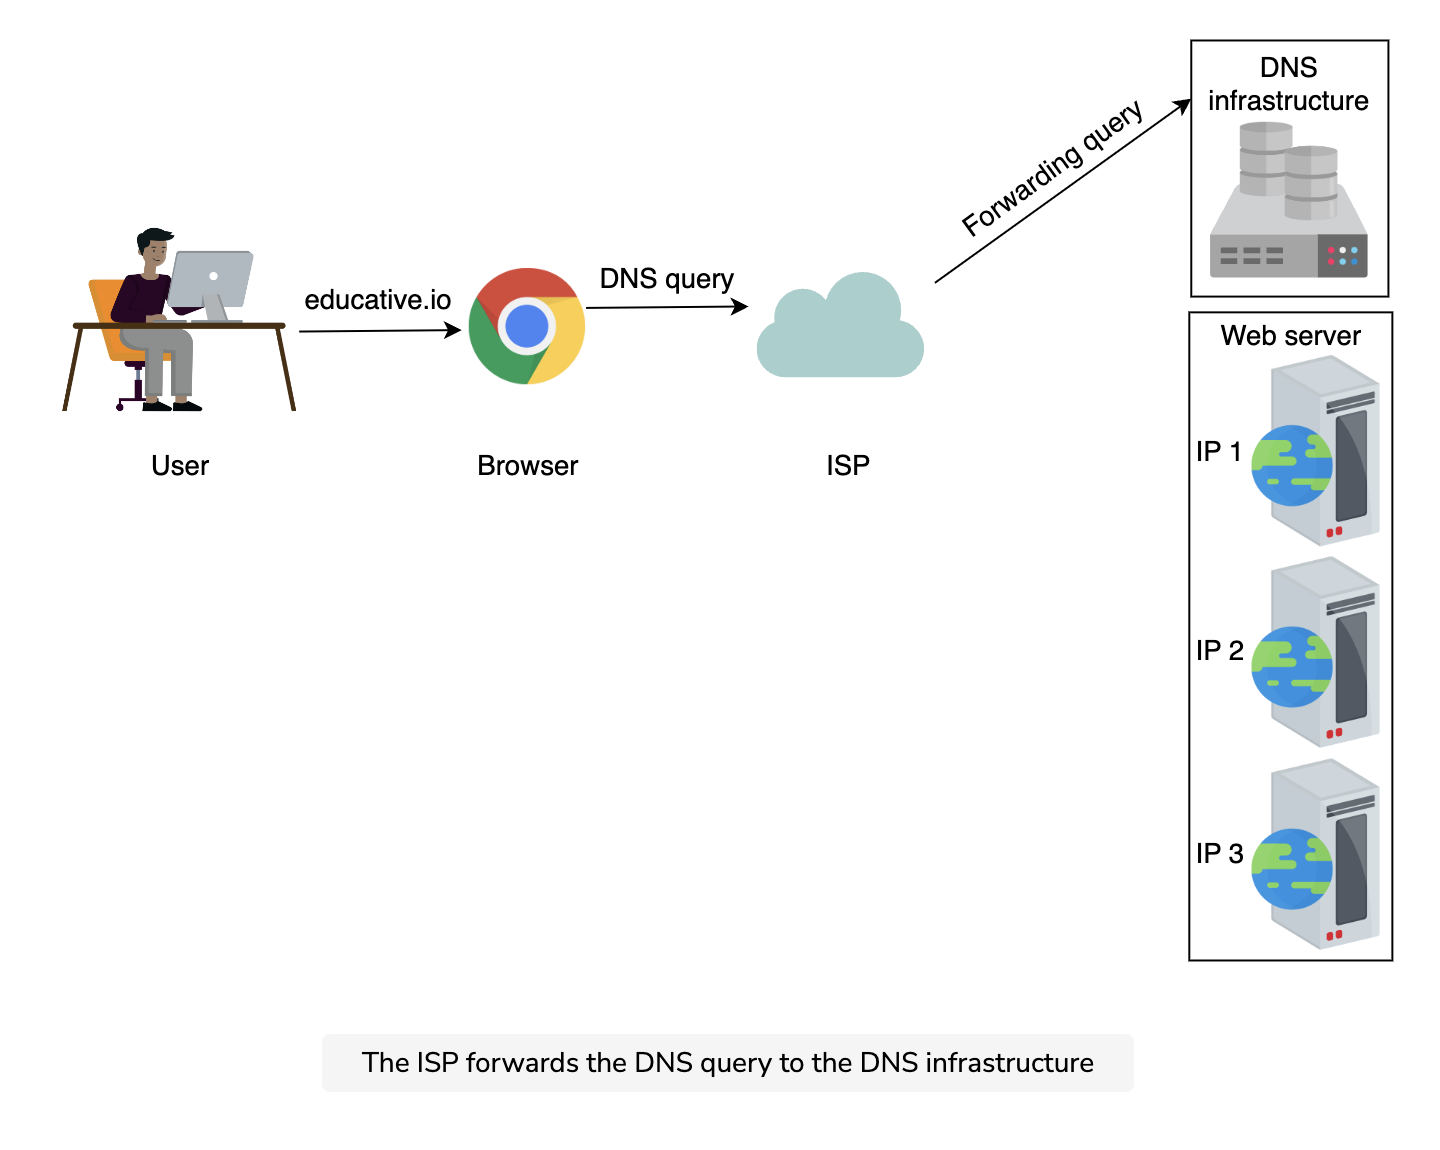 DNS
infrastructure
Forwarding query
educative.io
DNS query
User
Browser
ISP
Web server
IP 1
IP 2
IP 3
The ISP forwards the DNS query to the DNS infrastructure